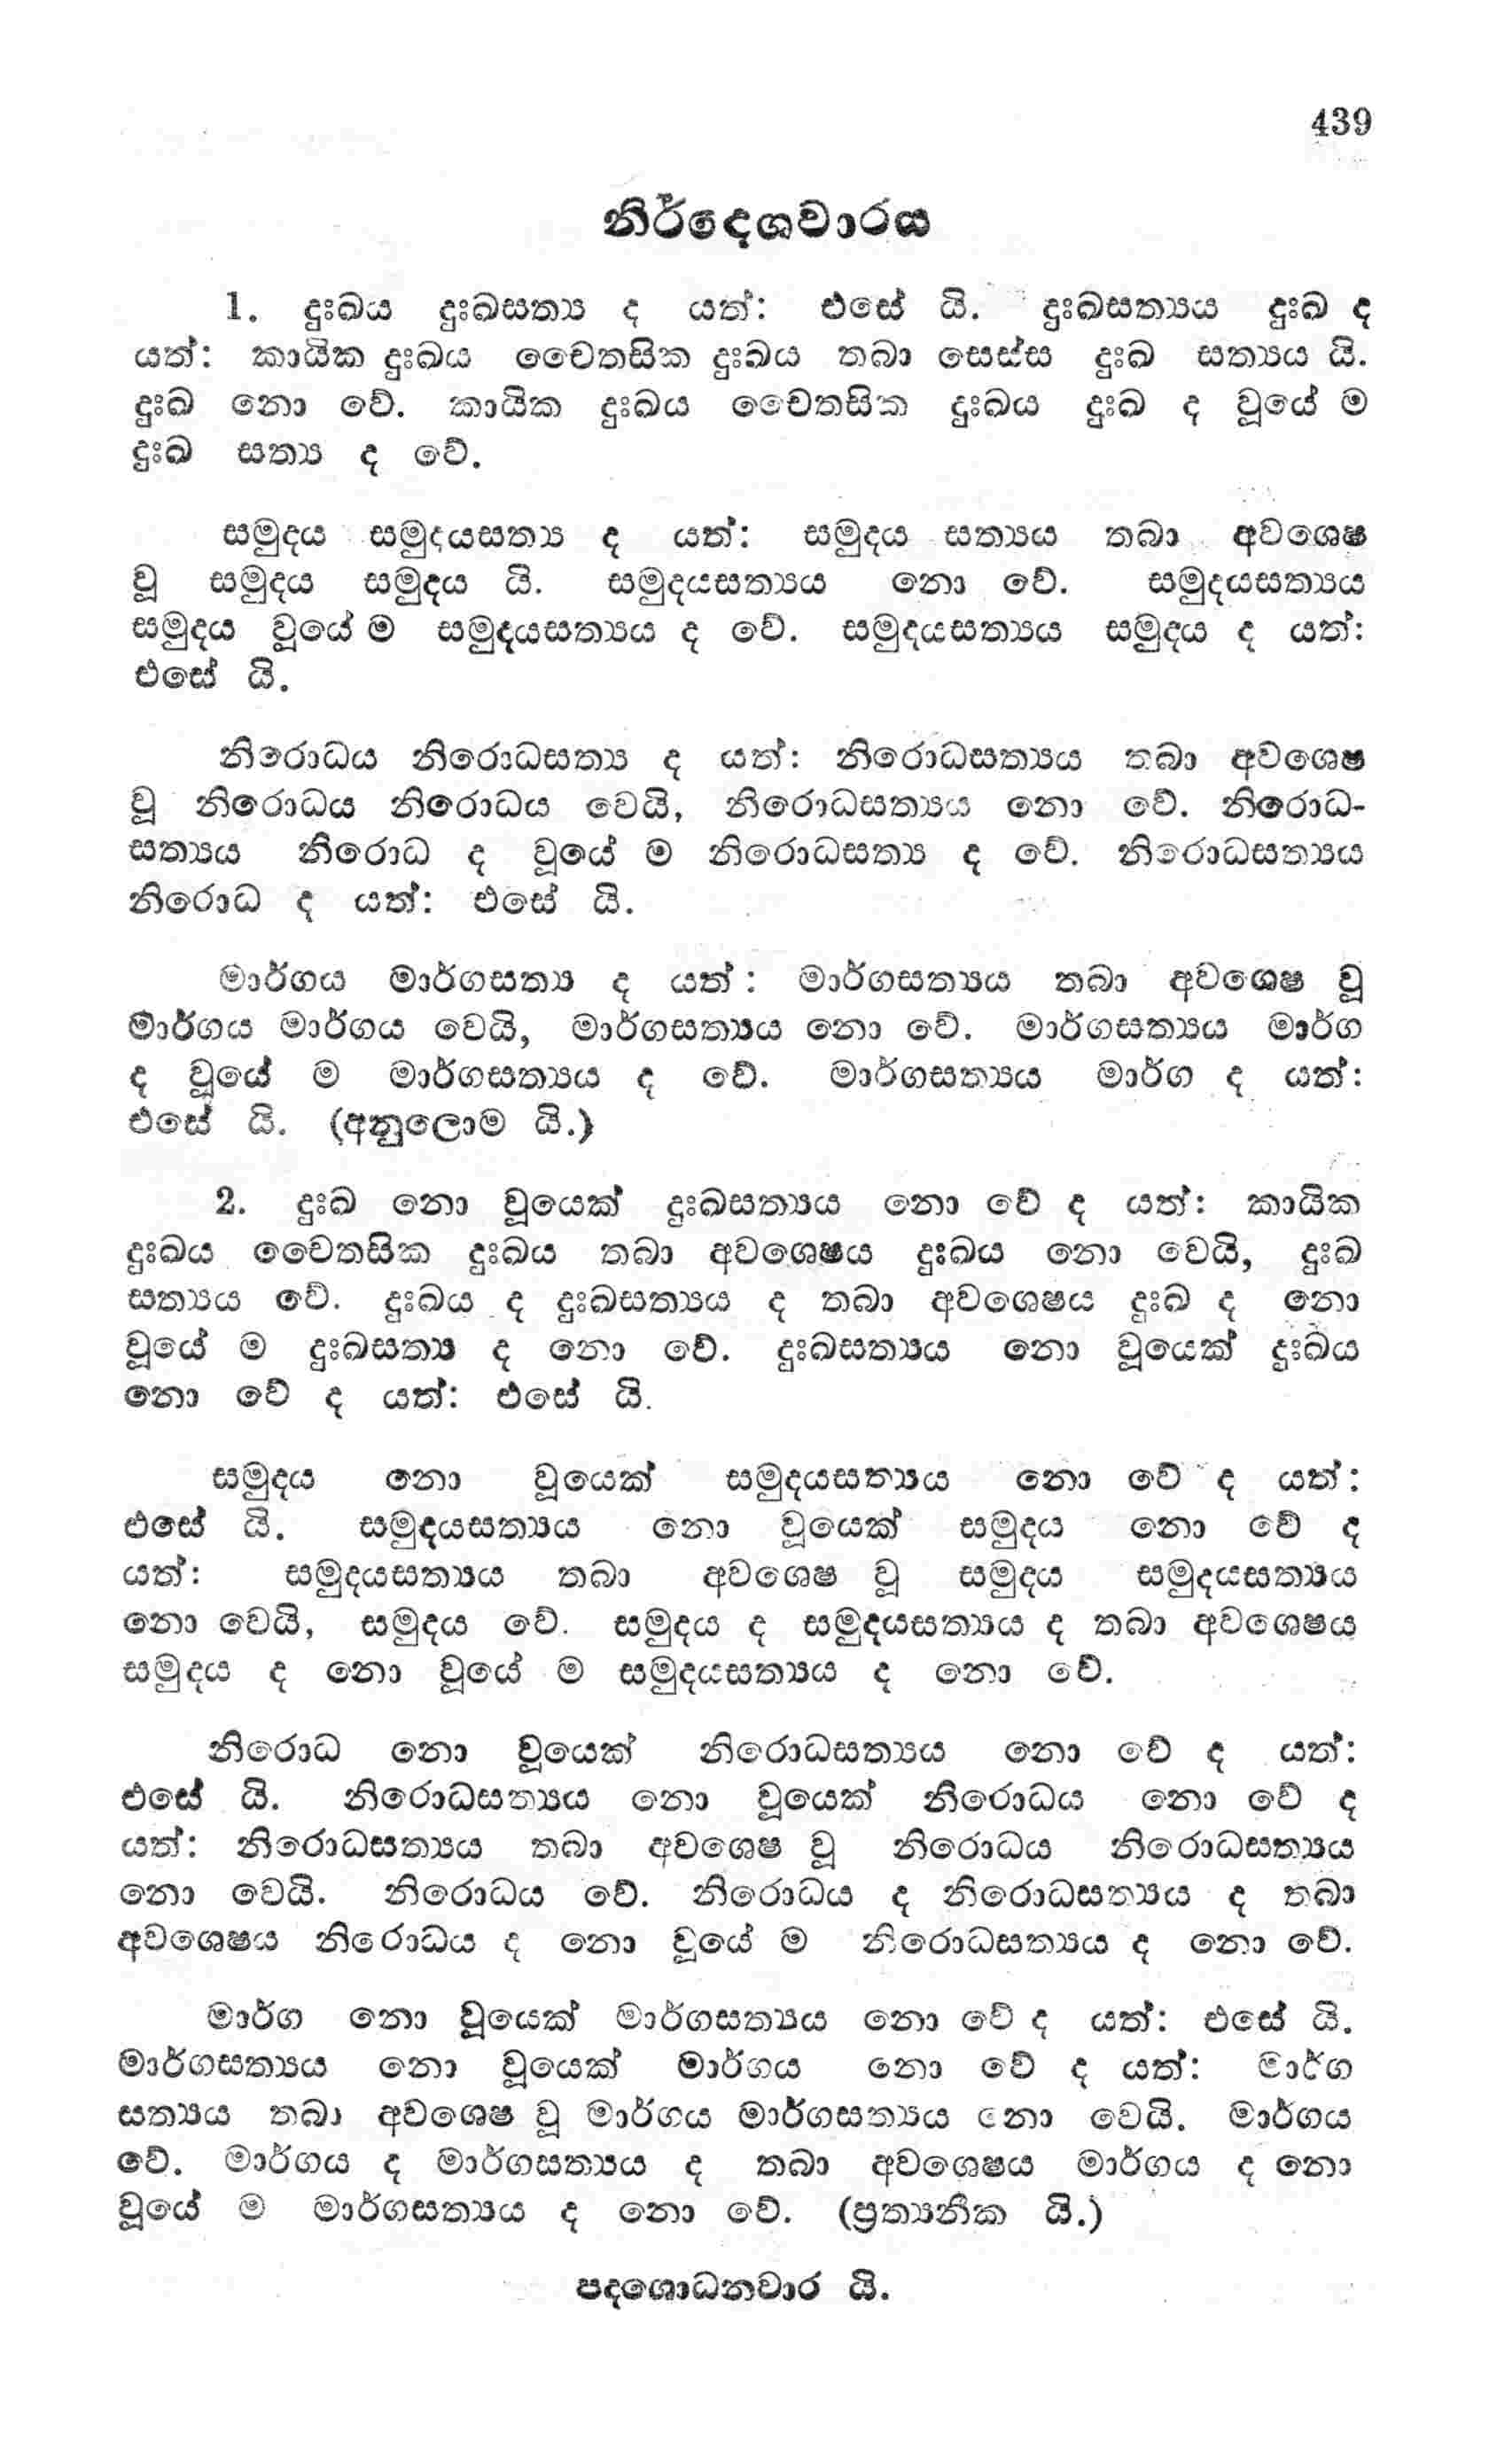 439
නිර්දෙශවාරය
1. දුඃඛය දුඃඛසත්‍ය ද යත්: එසේ යි. දුඃඛසත්‍යය දුඃඛ ද
යත්: කායික දුඃඛය චෛතසික දුඃඛය තබා සෙස්ස දුඃඛ සත්‍යය යි.
දුඃඛ නො වේ. කායික දුඃඛය චෛතසික දුඃඛය දුඃඛ ද වූයේ ම
දුඃඛ සත්‍ය ද වේ.
සමුදය සමුදයසත්‍ය ද යත්: සමුදය සත්‍යය තබා අවශෙෂ
වූ සමුදය සමුදය යි. සමුදයසත්‍යය නො වේ. සමුදයසත්‍යය
සමුදය වූයේ ම සමුදයසත්‍යය ද වේ. සමුදයසත්‍යය සමුදය ද යත්:
එසේ යි.
නිරොධය නිරොධසත්‍ය ද යත්: නිරොධසත්‍යය තබා අවශෙෂ
වූ නිරොධය නිරොධය වෙයි, නිරොධසත්‍යය නො වේ. නිරොධ-
සත්‍යය නිරොධ ද වූයේ ම නිරොධසත්‍ය ද වේ. නිරොධසත්‍යය
නිරොධ ද යත්: එසේ යි.
මාර්ගය මාර්ගසත්‍ය ද යත්: මාර්ගසත්‍යය තබා අවශෙෂ වූ
මාර්ගය මාර්ගය වෙයි, මාර්ගසත්‍යය නො වේ. මාර්ගසත්‍යය මාර්ග
ද වූයේ ම මාර්ගසත්‍යය ද වේ. මාර්ගසත්‍යය මාර්ග ද යත්:
එසේ යි. (අනුලොම යි.)
2. දුඃඛ නො වූයෙක් දුඃඛසත්‍යය නො වේ ද යත්: කායික
දුඃඛය චෛතසික දුඃඛය තබා අවශෙෂය දුඃඛය නො වෙයි, දුඃඛ
සත්‍යය වේ. දුඃඛය ද දුඃඛසත්‍යය ද තබා අවශෙෂය දුඃඛ ද නො
වූයේ ම දුඃඛසත්‍ය ද නො වේ. දුඃඛසත්‍යය නො වූයෙක් දුඃඛය
නො වේ ද යත්: එසේ යි.
සමුදය නො වූයෙක් සමුදයසත්‍යය නො වේ ද යත්:
එසේ යි. සමුදයසත්‍යය නො වූයෙක් සමුදය නො වේ ද
යත්: සමුදයසත්‍යය තබා අවශෙෂ වූ සමුදය සමුදයසත්‍යය
නො වෙයි, සමුදය වේ. සමුදය ද සමුදයසත්‍යය ද තබා අවශෙෂය
සමුදය ද නො වූයේ ම සමුදයසත්‍යය ද නො වේ.
නිරොධ නො වූයෙක් නිරොධසත්‍යය නො වේ ද යත්:
එසේ යි. නිරොධසත්‍යය නො වූයෙක් නිරොධය නො වේ ද
යත්: නිරොධසත්‍යය තබා අවශෙෂ වූ නිරොධය නිරොධසත්‍යය
නො වෙයි. නිරොධය වේ. නිරොධය ද නිරොධසත්‍යය ද තබා
අවශෙෂය නිරොධය ද නො වූයේ ම නිරොධසත්‍යය ද නො වේ.
මාර්ග නො වූයෙක් මාර්ගසත්‍යය නො වේ ද යත්: එසේ යි.
මාර්ගසත්‍යය නො වූයෙක් මාර්ගය නො වේ ද යත්: මාර්ග
සත්‍යය තබා අවශෙෂ වූ මාර්ගය මාර්ගසත්‍යය නො වෙයි. මාර්ගය
වේ. මාර්ගය ද මාර්ගසත්‍යය ද තබා අවශෙෂය මාර්ගය ද නො
වූයේ ම මාර්ගසත්‍යය ද නො වේ. (ප්‍රත්‍යනීක යි.)
පදශොධනවාර යි.